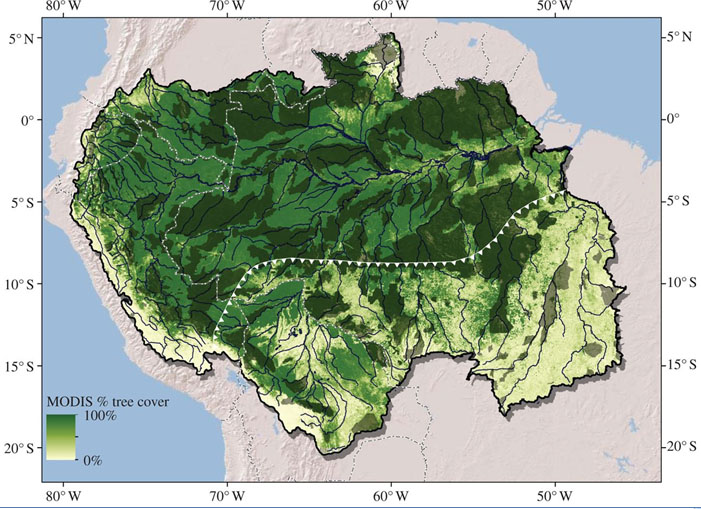 80° W 70° W 60° W 50° W
5° N 5° N
0° 0°
5° S 5° S
10° S 10° S
15° S 15° S
MODIS % tree cover
100%
0%
20° S 20° S
80° W 70° W 60° W 50° W